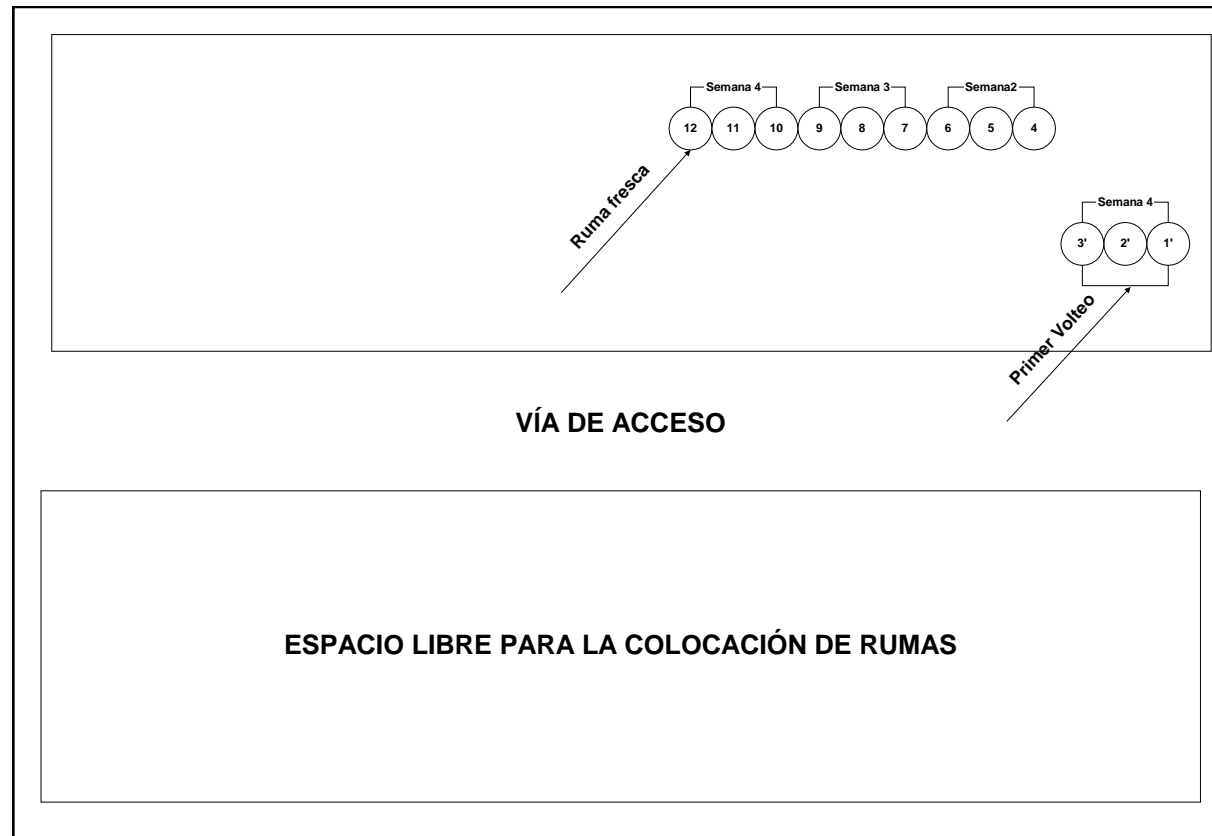 Semana 4 Semana 3 Semana2
12 11 10 9 8 7 6 5 4
Ruma fresca
Semana 4
3' 2' 1'
Primer Volteo
VÍA DE ACCESO
ESPACIO LIBRE PARA LA COLOCACIÓN DE RUMAS